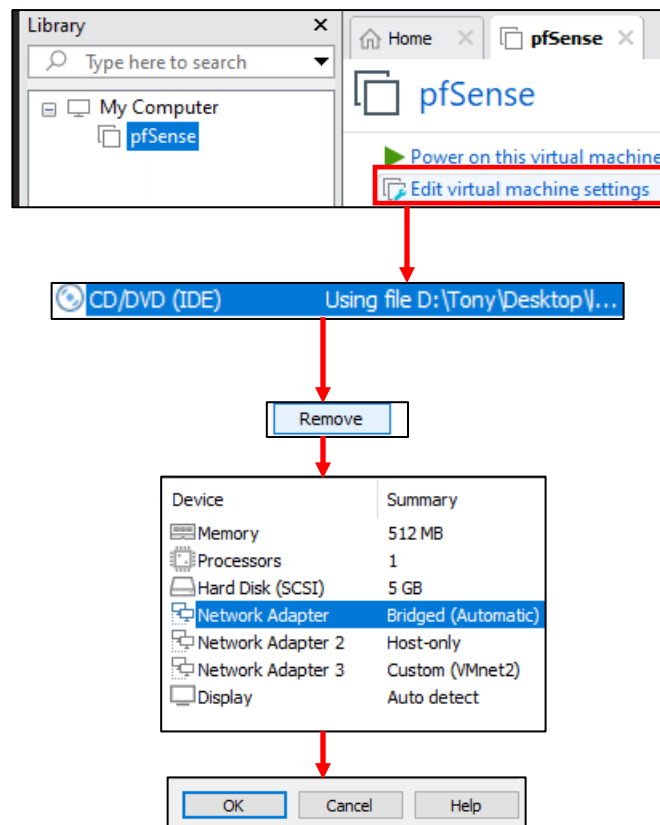 Library ×
Type here to search
My Computer
pfSense
Home × pfSense ×
pfSense
Power on this virtual machine
Edit virtual machine settings
CD/DVD (IDE) Using file D:\Tony\Desktop\...
Remove
Device Summary
Memory 512 MB
Processors 1
Hard Disk (SCSI) 5 GB
Network Adapter Bridged (Automatic)
Network Adapter 2 Host-only
Network Adapter 3 Custom (VMnet2)
Display Auto detect
OK Cancel Help